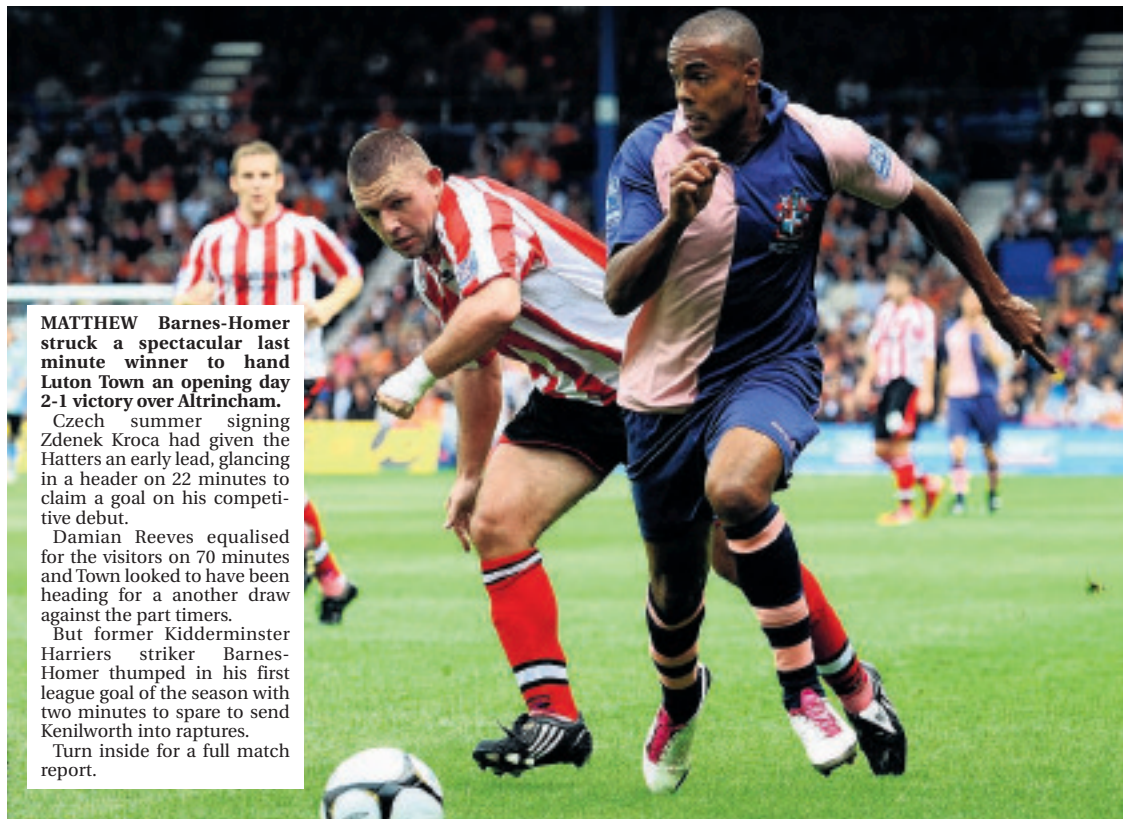 MATTHEW Barnes-Homer
struck a spectacular last
minute winner to hand
Luton Town an opening day
2-1 victory over Altrincham.
Czech summer signing
Zdenek Kroca had given the
Hatters an early lead, glancing
in a header on 22 minutes to
claim a goal on his competi-
tive debut.
Damian Reeves equalised
for the visitors on 70 minutes
and Town looked to have been
heading for a another draw
against the part timers.
But former Kidderminster
Harriers striker Barnes-
Homer thumped in his first
league goal of the season with
two minutes to spare to send
Kenilworth into raptures.
Turn inside for a full match
report.